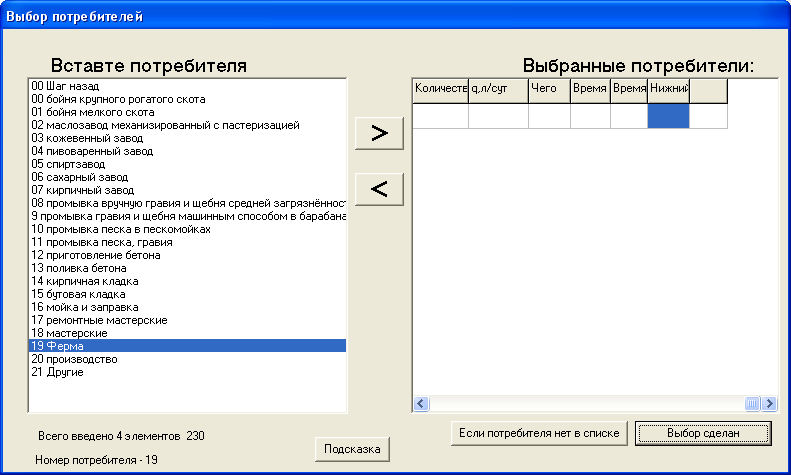 Выбор потребителей
Вставте потребителя
00 Шаг назад
00 бойня крупного рогатого скота
01 бойня мелкого скота
02 маслозавод механизированный с пастеризацией
03 кожевенный завод
04 пивоваренный завод
05 спиртзавод
06 сахарный завод
07 кирпичный завод
08 промывка вручную гравия и щебня средней загрязнённост
9 промывка гравия и щебня машинным способом в барабана
10 промывка песка в пескомойках
11 промывка песка, гравия
12 приготовление бетона
13 поливка бетона
14 кирпичная кладка
15 бутовая кладка
16 мойка и заправка
17 ремонтные мастерские
18 мастерские
19 Ферма
20 производство
21 Другие
>
<
Выбранные потребители:
Количеств q,л/сут Чего Время Время Нижний
Всего введено 4 элементов 230
Номер потребителя - 19
Подсказка
Если потребителя нет в списке
Выбор сделан